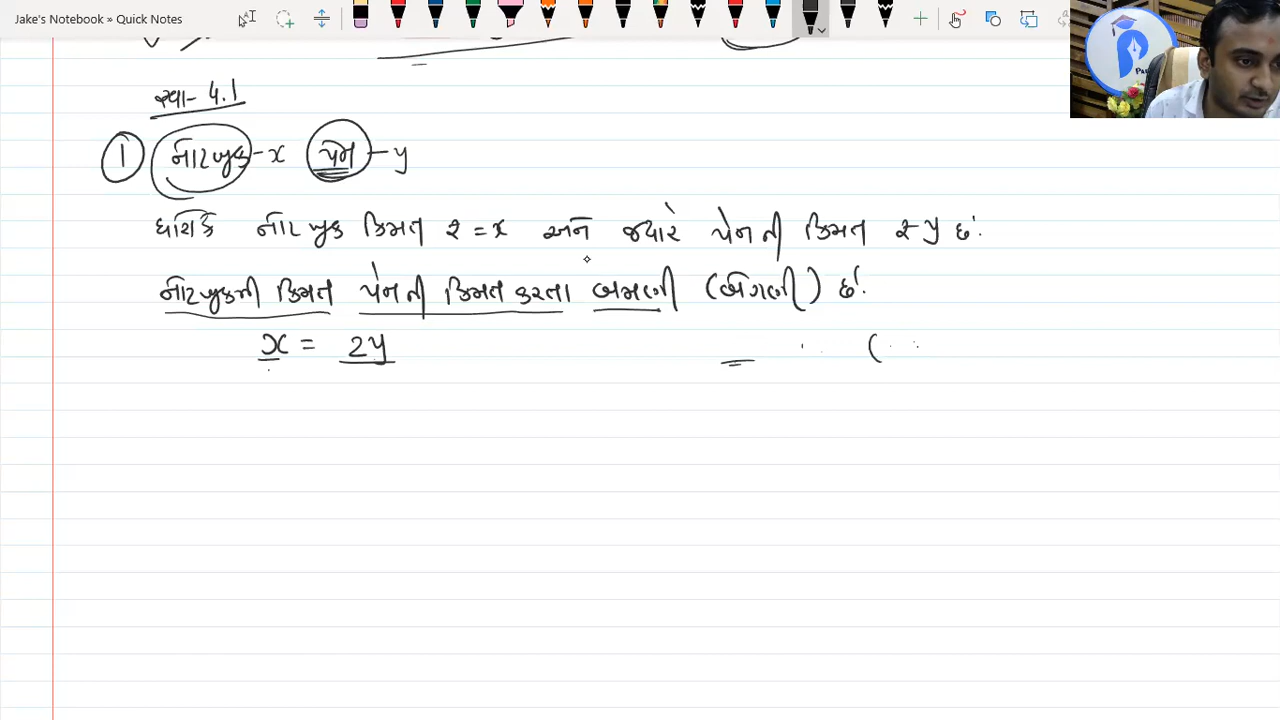 Jake's Notebook » Quick Notes
સ્વા- 4.1
1 નોટબુક - x પેન - y
ધારોકે નોટબુક કિંમત ₹ = x અને જ્યારે પેનની કિંમત ₹ y છે.
નોટબુકની કિંમત પેનની કિંમત કરતા બમણી (બેગણી) છે.
x = 2y